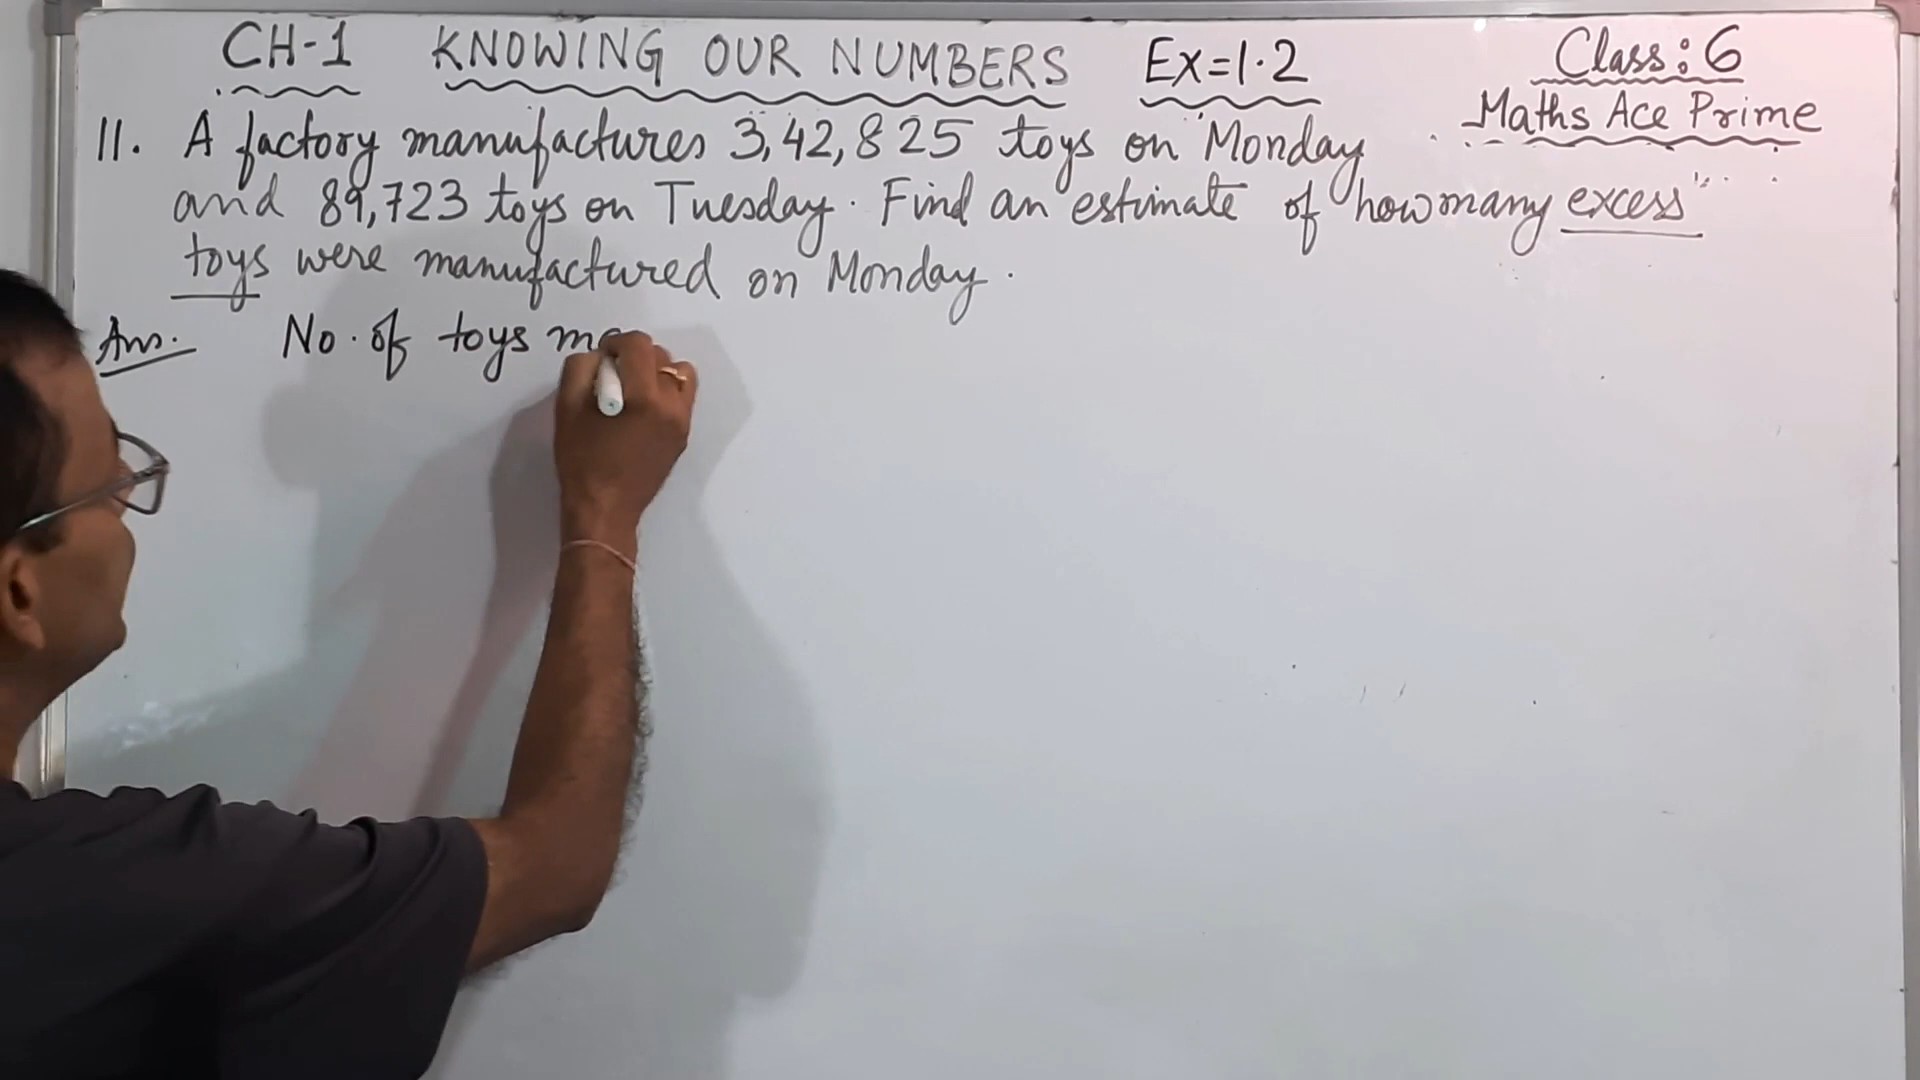 CH-1 KNOWING OUR NUMBERS Ex=1.2 Class: 6
Maths Ace Prime
11. A factory manufactures 3,42,825 toys on Monday
and 89,723 toys on Tuesday. Find an estimate of how many excess
toys were manufactured on Monday.
Ans. No. of toys ma